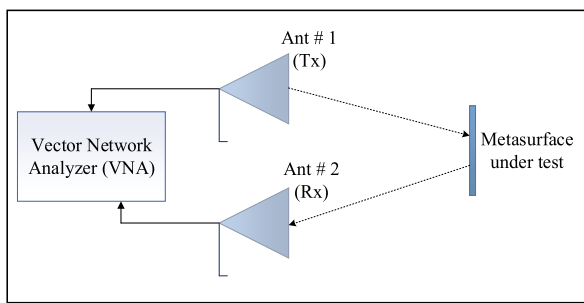 Ant # 1
(Tx)
Vector Network
Analyzer (VNA)
Metasurface
under test
Ant # 2
(Rx)